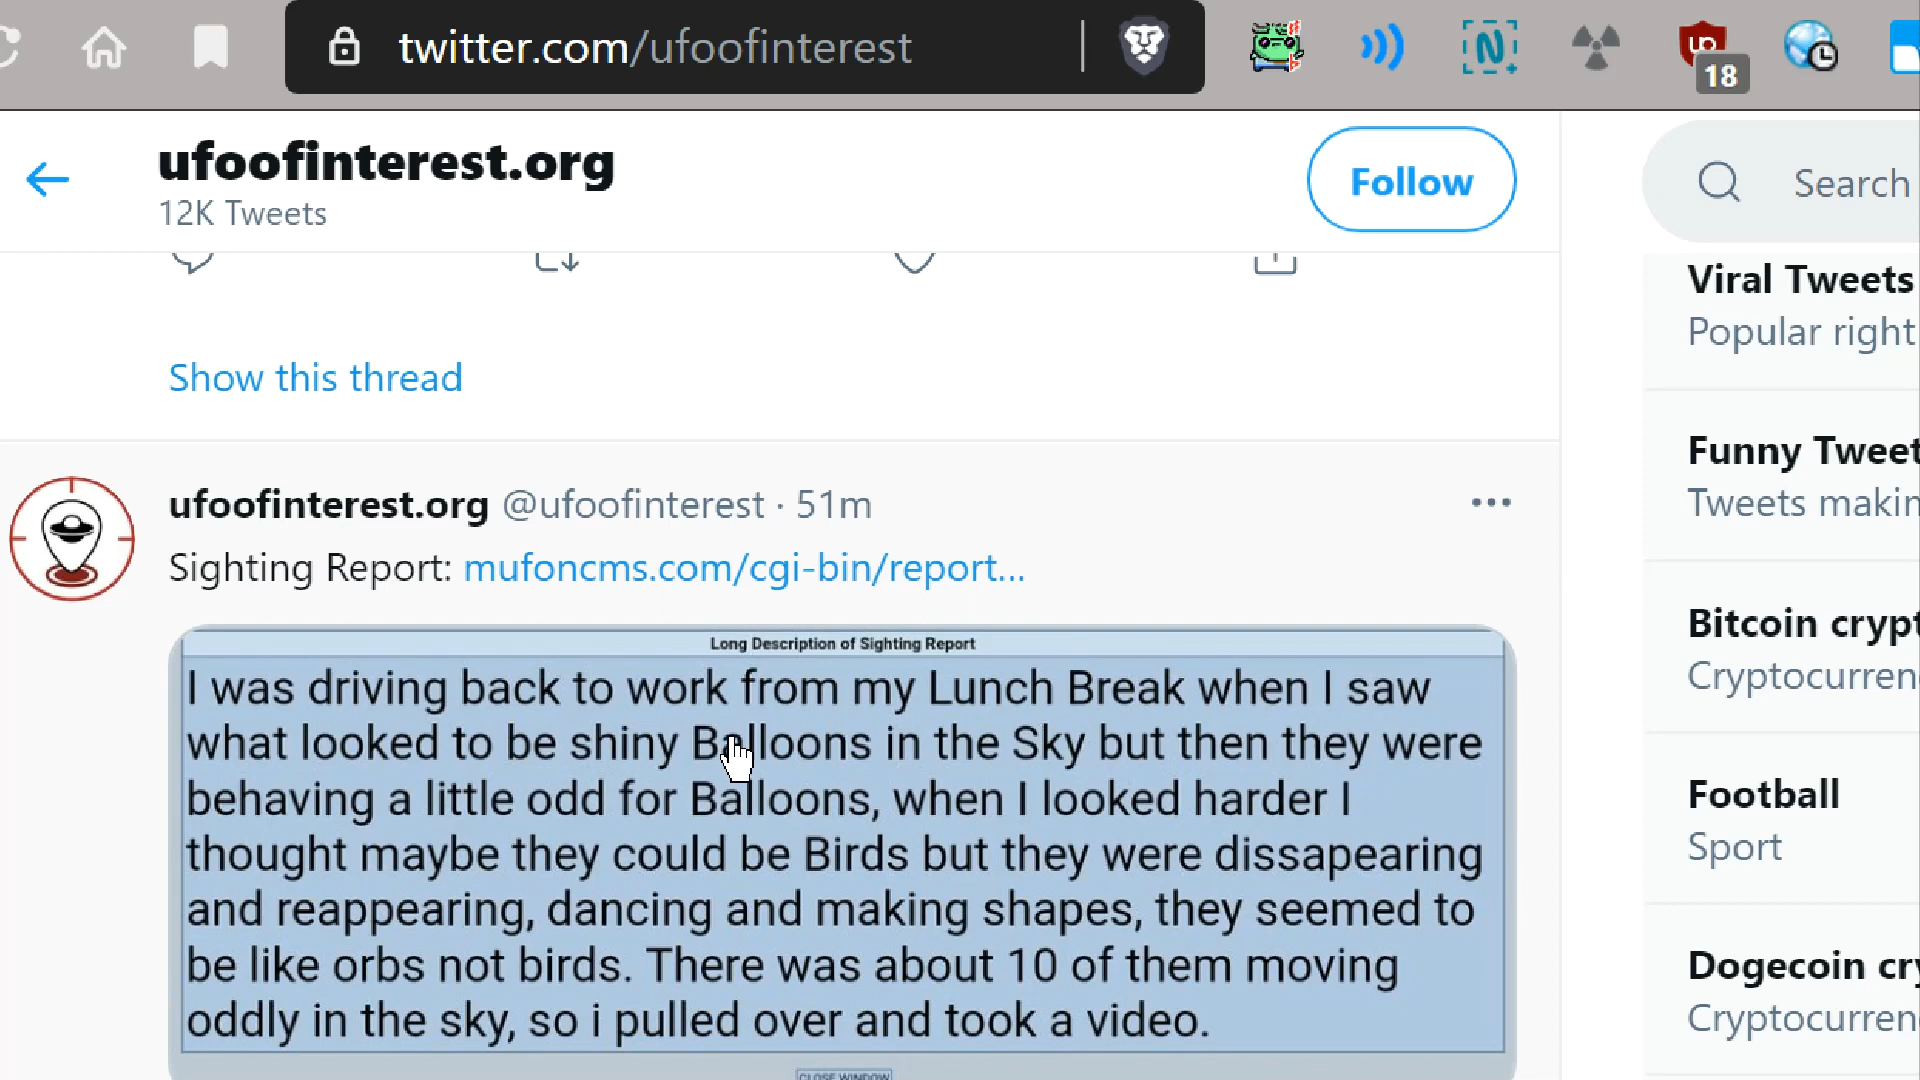 twitter.com/ufoofinterest
18
ufoofinterest.org
12K Tweets
Follow
Search
Viral Tweets
Popular right
Show this thread
Funny Tweet
Tweets makin
ufoofinterest.org @ufoofinterest · 51m
Sighting Report: mufoncms.com/cgi-bin/report...
Long Description of Sighting Report
I was driving back to work from my Lunch Break when I saw
what looked to be shiny Balloons in the Sky but then they were
behaving a little odd for Balloons, when I looked harder I
thought maybe they could be Birds but they were dissapearing
and reappearing, dancing and making shapes, they seemed to
be like orbs not birds. There was about 10 of them moving
oddly in the sky, so i pulled over and took a video.
CLOSE WINDOW
Bitcoin crypt
Cryptocurren
Football
Sport
Dogecoin cry
Cryptocurren